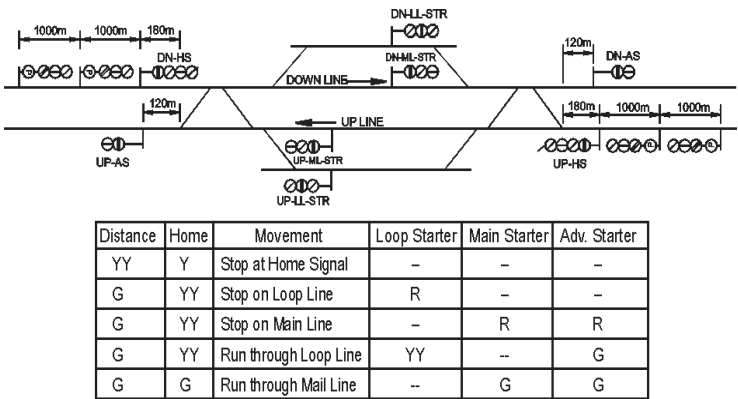 DN-LL-STR
1000m 1000m 180m
DN-HS
DN-ML-STR
120m
DN-AS
DOWN LINE
UP LINE
120m
180m 1000m 1000m
UP-AS
UP-ML-STR
UP-HS
UP-LL-STR
Distance Home Movement Loop Starter Main Starter Adv. Starter
YY Y Stop at Home Signal – – –
G YY Stop on Loop Line R – –
G YY Stop on Main Line – R R
G YY Run through Loop Line YY -- G
G G Run through Mail Line -- G G